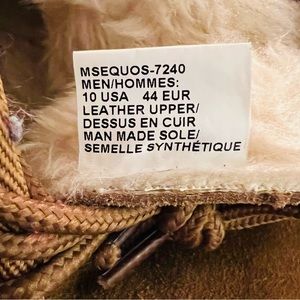 MSEQUOS-7240
MEN/HOMMES:
10 USA 44 EUR
LEATHER UPPER/
DESSUS EN CUIR
MAN MADE SOLE/
SEMELLE SYNTHÉTIQUE